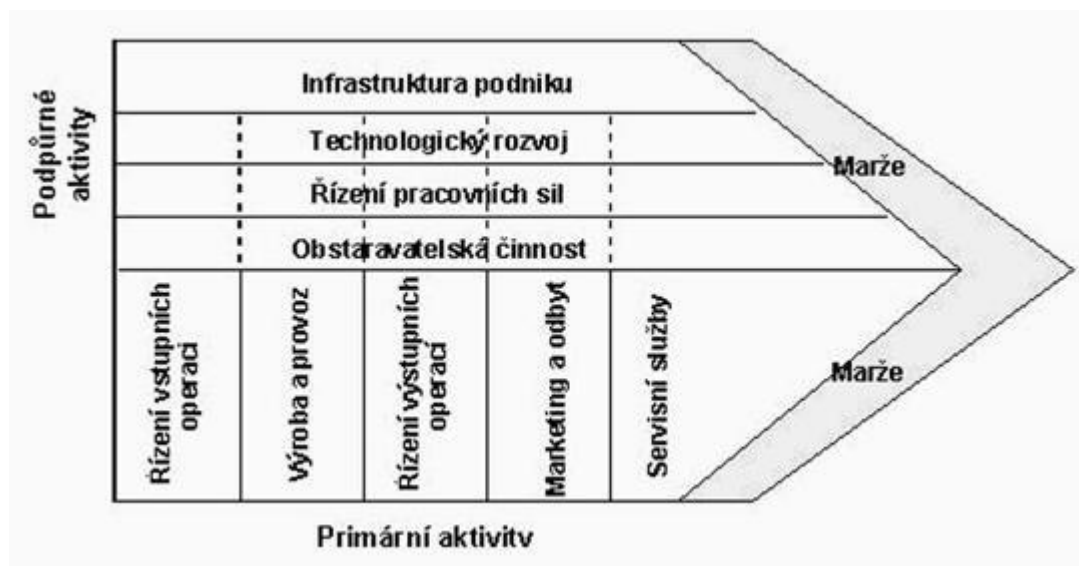 Podpůrné
aktivity
Infrastruktura podniku
Technologický rozvoj
Řízení pracovních sil
Obstaravatelská činnost
Marže
Řízení vstupních
operací
Výroba a provoz
Řízení výstupních
operací
Marketing a odbyt
Servisní služby
Marže
Primární aktivity